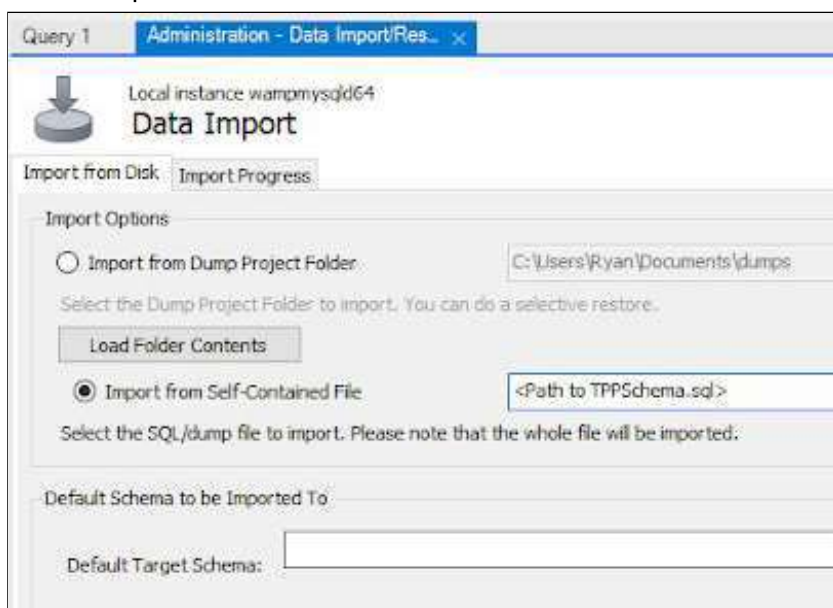 Query 1
Administration - Data Import/Res...
Local instance wampmysqld64
Data Import
Import from Disk
Import Progress
Import Options
Import from Dump Project Folder
C:\Users\Ryan\Documents\dumps
Select the Dump Project Folder to import. You can do a selective restore.
Load Folder Contents
Import from Self-Contained File
<Path to TPPSchema.sql>
Select the SQL/dump file to import. Please note that the whole file will be imported.
Default Schema to be Imported To
Default Target Schema: